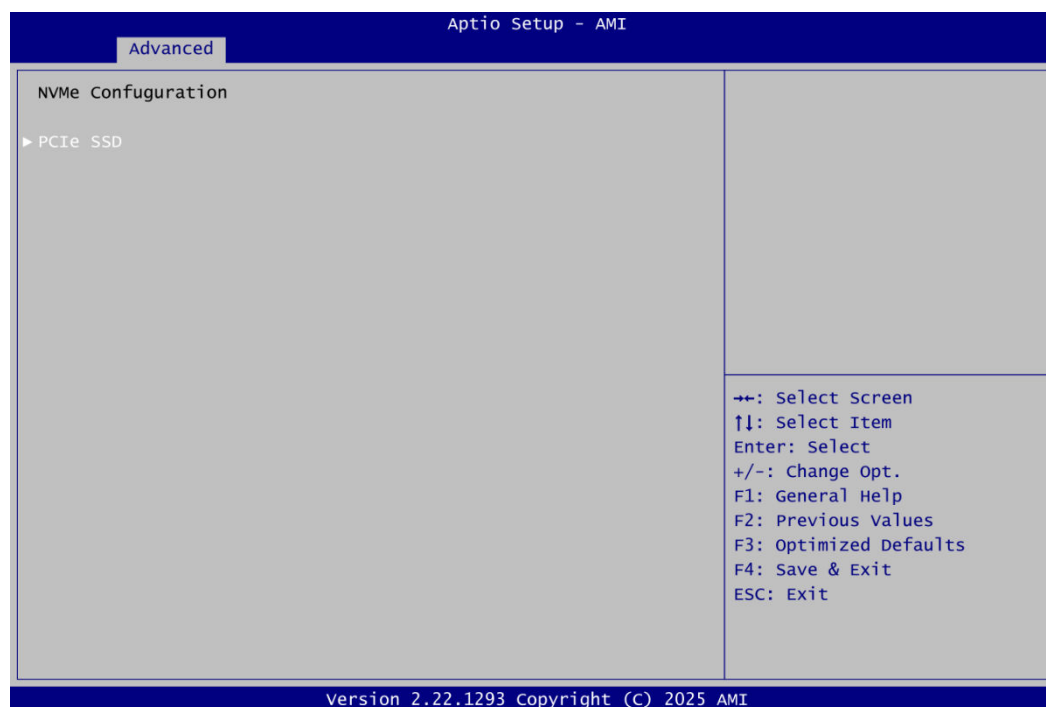 Aptio Setup - AMI
Advanced
NVMe Confuguration
▶ PCIe SSD
→←: Select Screen
↑↓: Select Item
Enter: Select
+/-: Change Opt.
F1: General Help
F2: Previous Values
F3: Optimized Defaults
F4: Save & Exit
ESC: Exit
Version 2.22.1293 Copyright (C) 2025 AMI